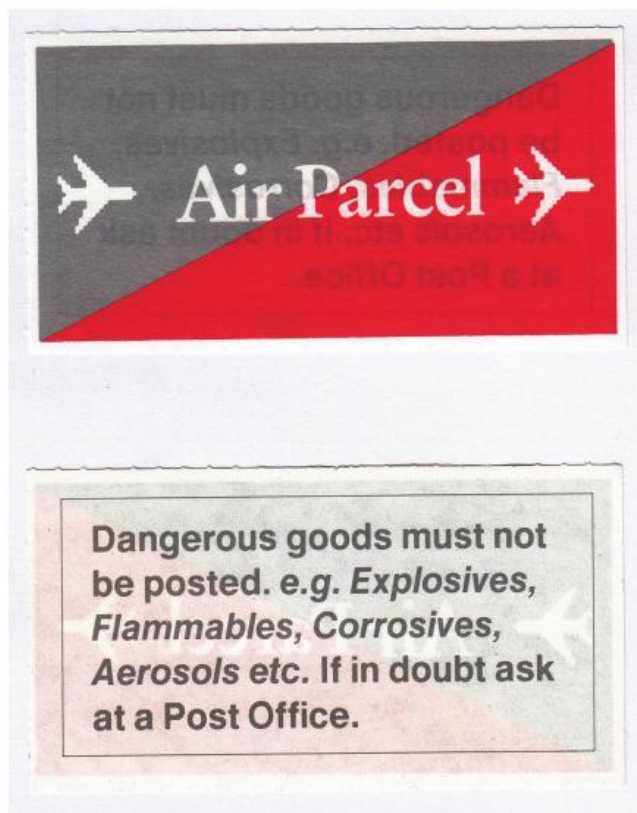 Air Parcel
Dangerous goods must not
be posted. e.g. Explosives,
Flammables, Corrosives,
Aerosols etc. If in doubt ask
at a Post Office.